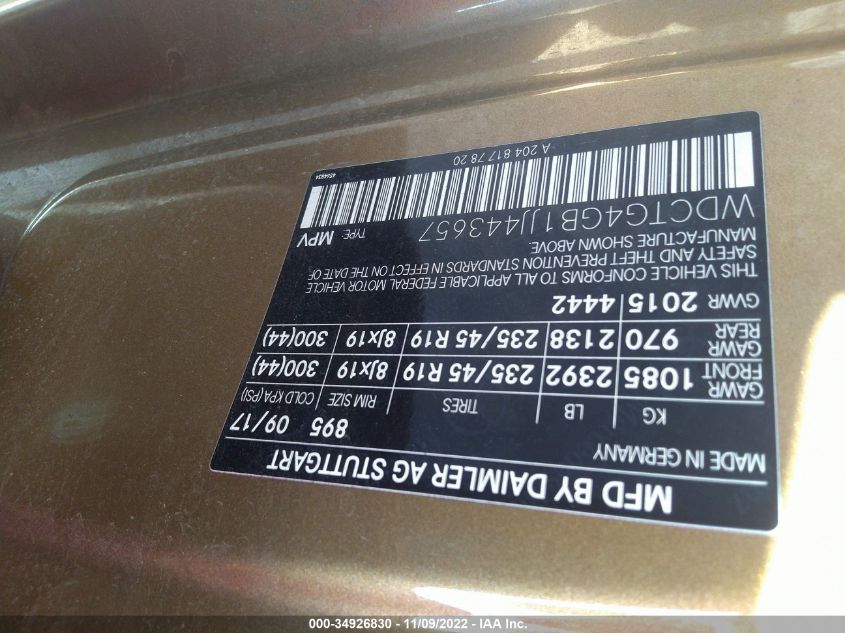 MFD BY DAIMLER AG STUTTGART
MADE IN GERMANY 895 09/17
KG LB TIRES RIM SIZE COLD KPA (PSI)
GAWR FRONT 1085 2392 235/45 R19 8Jx19 300(44)
GAWR REAR 970 2138 235/45 R19 8Jx19 300(44)
GVWR 2015 4442
THIS VEHICLE CONFORMS TO ALL APPLICABLE FEDERAL MOTOR VEHICLE
SAFETY AND THEFT PREVENTION STANDARDS IN EFFECT ON THE DATE OF
MANUFACTURE SHOWN ABOVE.
WDCTG4GB1JJ443657 TYPE: MPV
A 204 817 78 20
000-34926830 - 11/09/2022 - IAA Inc.